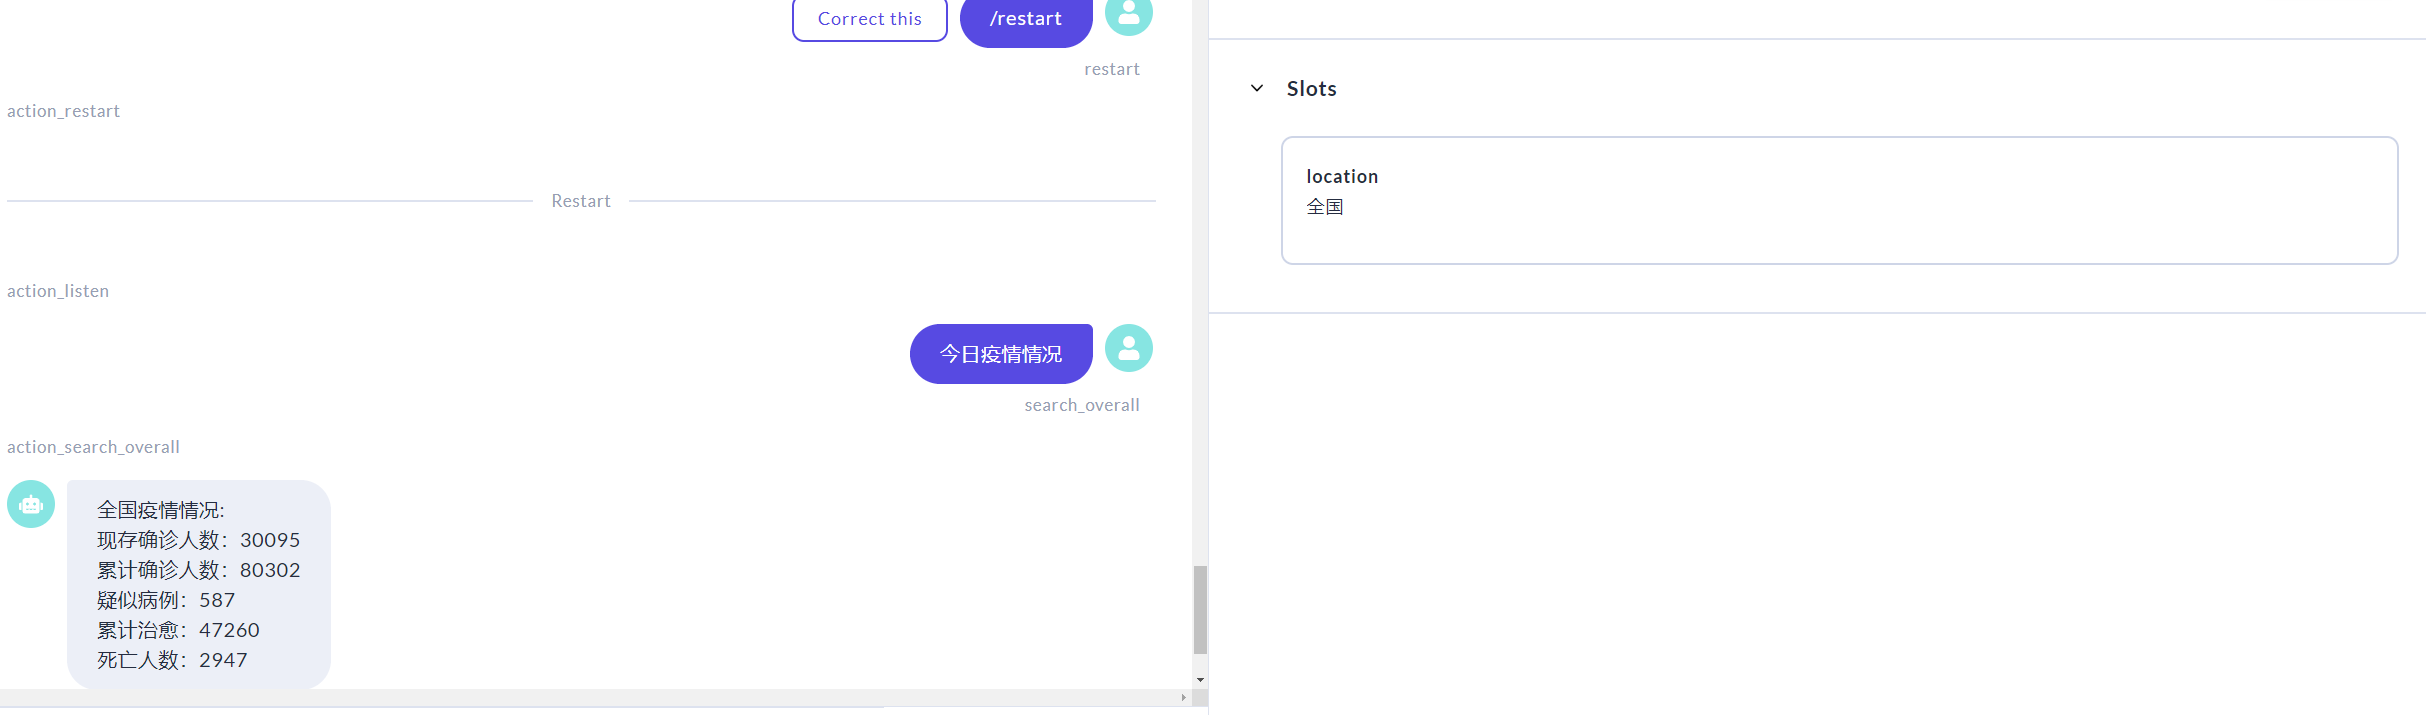 Correct this
/restart
restart
action_restart
Restart
action_listen
今日疫情情况
search_overall
action_search_overall
全国疫情情况:
现存确诊人数：30095
累计确诊人数：80302
疑似病例：587
累计治愈：47260
死亡人数：2947
Slots
location
全国